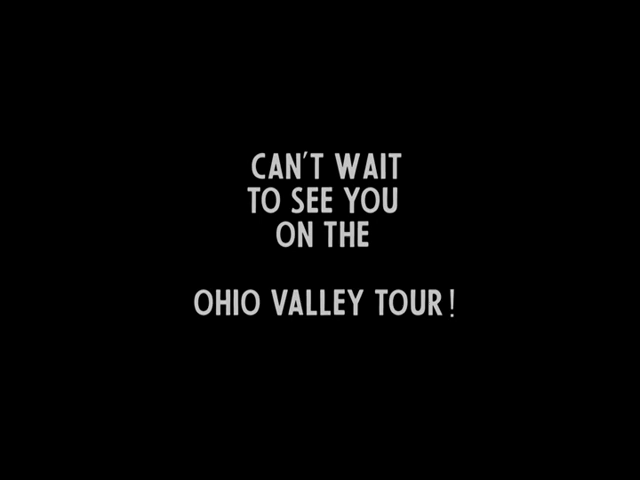 CAN'T WAIT
TO SEE YOU
ON THE
OHIO VALLEY TOUR!